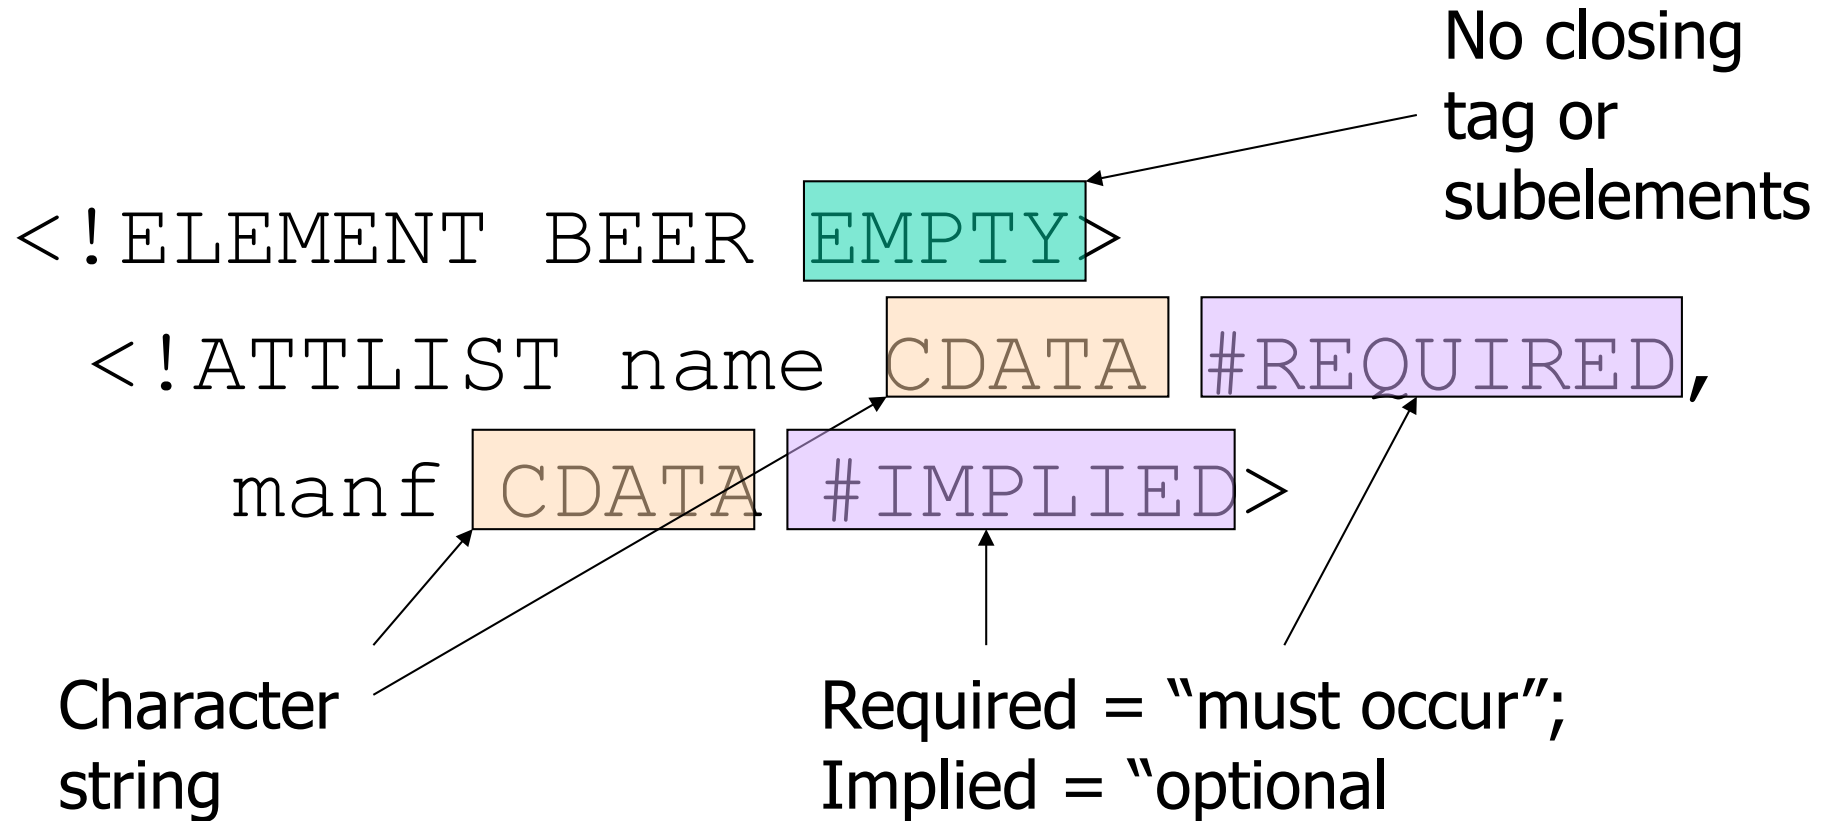 No closing
tag or
subelements
<!ELEMENT BEER EMPTY>
<!ATTLIST name CDATA #REQUIRED,
manf CDATA #IMPLIED>
Character
string
Required = “must occur”;
Implied = “optional